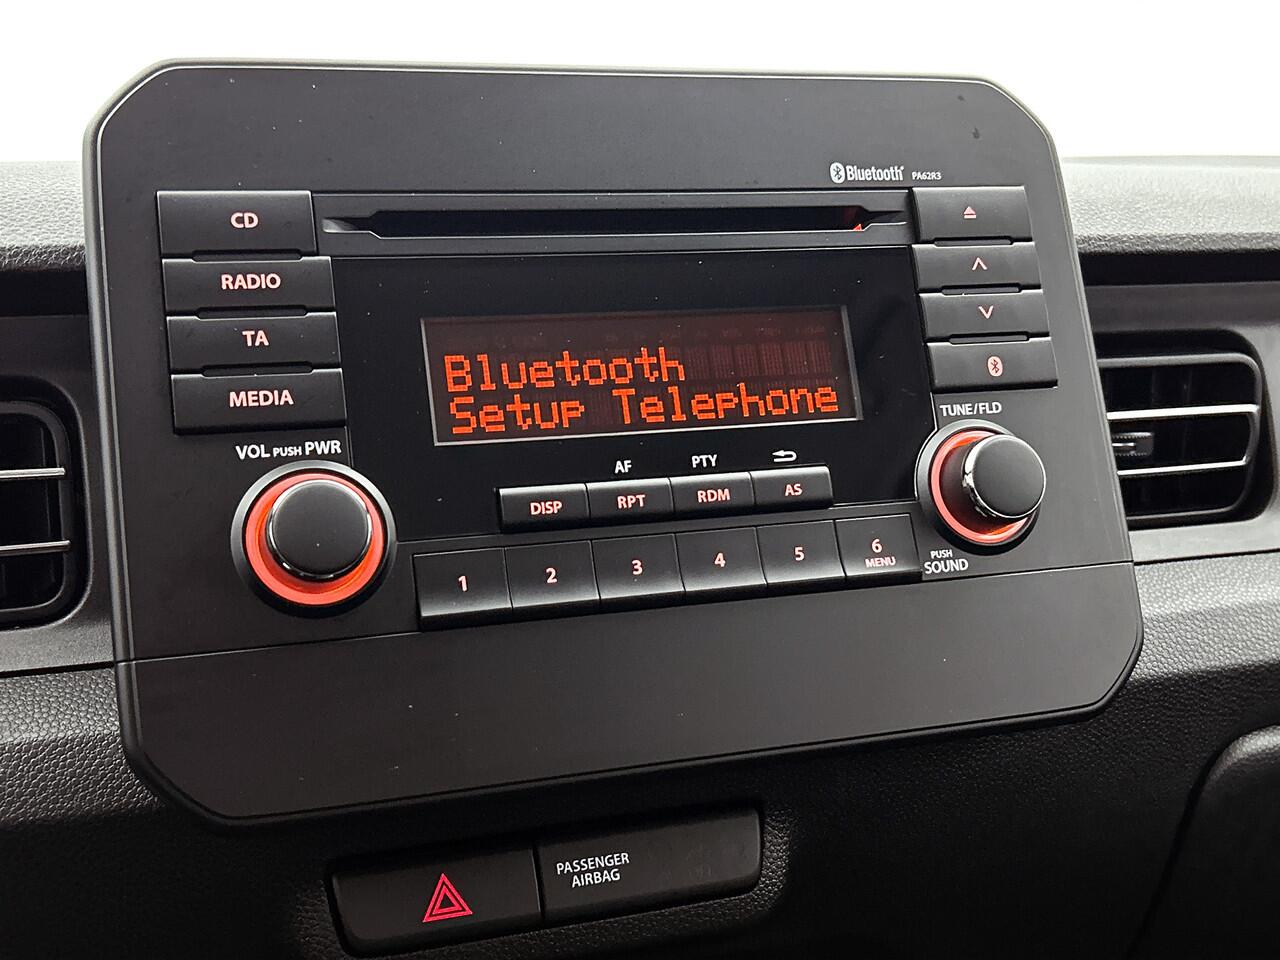 Bluetooth PA62R3
CD
RADIO
TA
MEDIA
VOL PUSH PWR
Bluetooth
Setup Telephone
AF PTY
DISP RPT RDM AS
1 2 3 4 5 6
MENU
TUNE/FLD
PUSH
SOUND
PASSENGER
AIRBAG